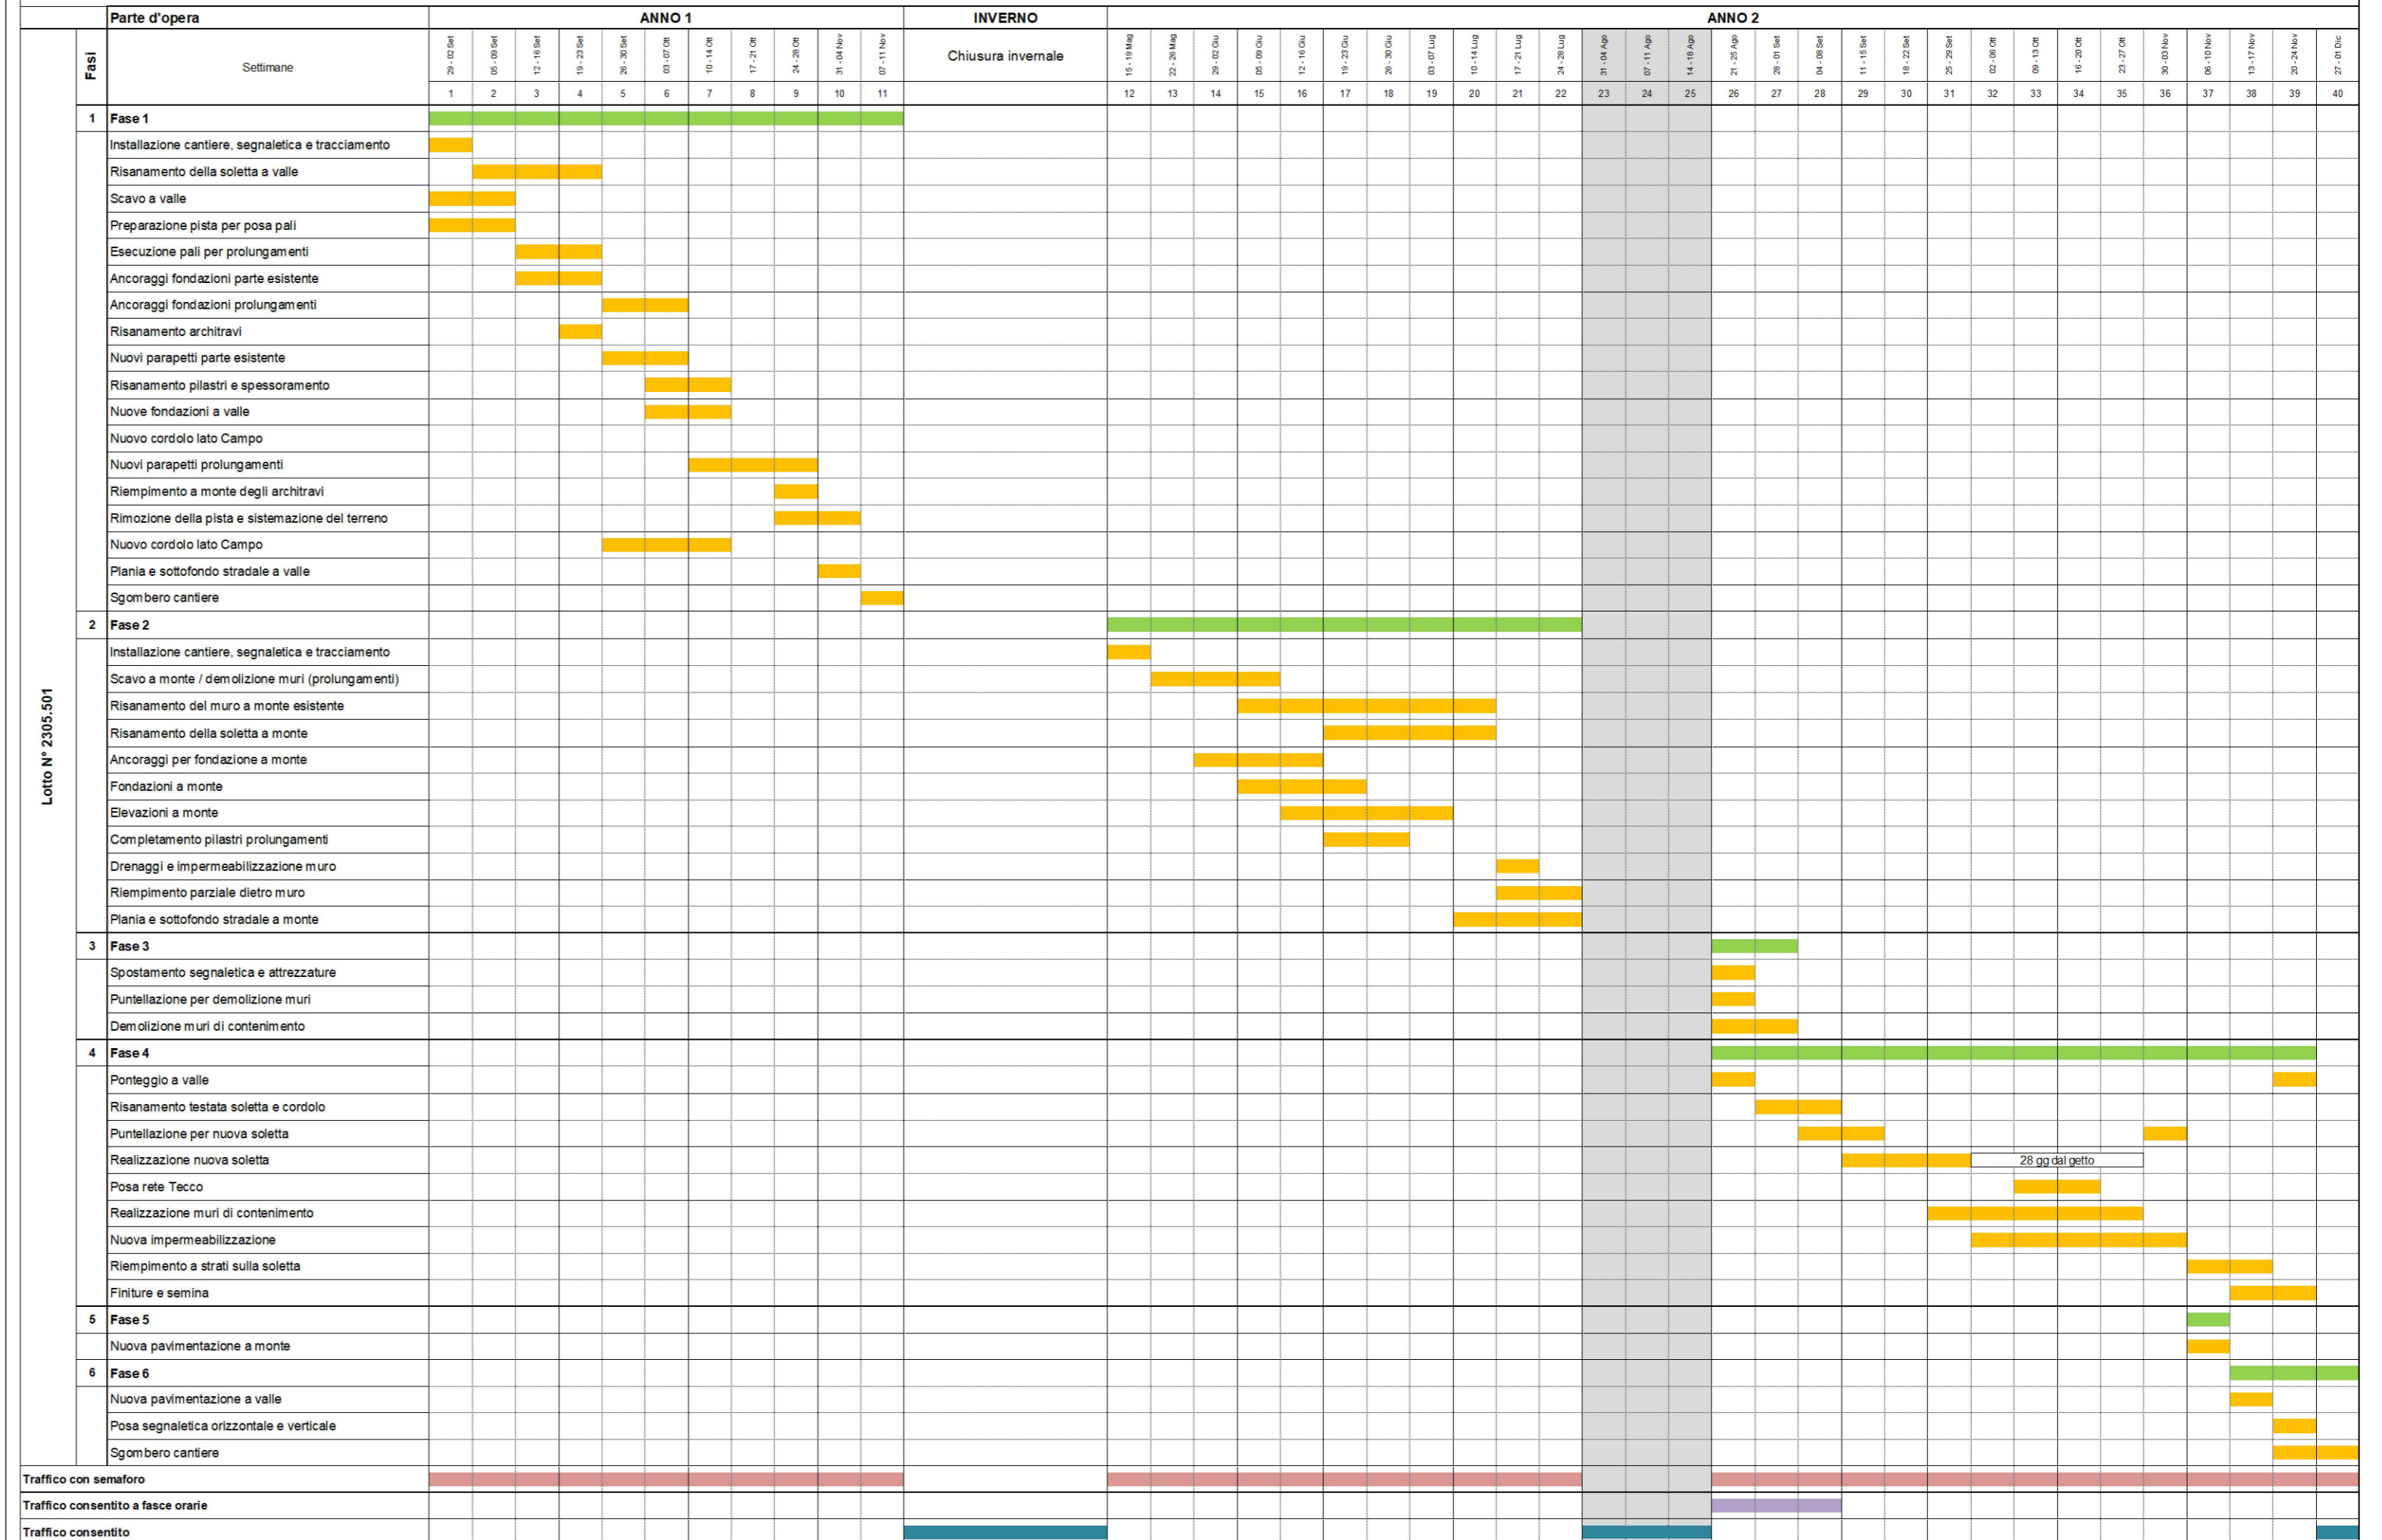 Parte d'opera ANNO 1 INVERNO ANNO 2
Fasi
Settimane
29 - 02 Set
05 - 09 Set
12 - 16 Set
19 - 23 Set
26 - 30 Set
03 - 07 Ott
10 - 14 Ott
17 - 21 Ott
24 - 28 Ott
31 - 04 Nov
07 - 11 Nov
Chiusura invernale
15 - 19 Mag
22 - 26 Mag
29 - 02 Giu
05 - 09 Giu
12 - 16 Giu
19 - 23 Giu
26 - 30 Giu
03 - 07 Lug
10 - 14 Lug
17 - 21 Lug
24 - 28 Lug
31 - 04 Ago
07 - 11 Ago
14 - 18 Ago
21 - 25 Ago
28 - 01 Set
04 - 08 Set
11 - 15 Set
18 - 22 Set
25 - 29 Set
02 - 06 Ott
09 - 13 Ott
16 - 20 Ott
23 - 27 Ott
30 - 03 Nov
06 - 10 Nov
13 - 17 Nov
20 - 24 Nov
27 - 01 Dic
1 2 3 4 5 6 7 8 9 10 11 12 13 14 15 16 17 18 19 20 21 22 23 24 25 26 27 28 29 30 31 32 33 34 35 36 37 38 39 40
Lotto N° 2305.501
1 Fase 1
Installazione cantiere, segnaletica e tracciamento
Risanamento della soletta a valle
Scavo a valle
Preparazione pista per posa pali
Esecuzione pali per prolungamenti
Ancoraggi fondazioni parte esistente
Ancoraggi fondazioni prolungamenti
Risanamento architravi
Nuovi parapetti parte esistente
Risanamento pilastri e spessoramento
Nuove fondazioni a valle
Nuovo cordolo lato Campo
Nuovi parapetti prolungamenti
Riempimento a monte degli architravi
Rimozione della pista e sistemazione del terreno
Nuovo cordolo lato Campo
Plania e sottofondo stradale a valle
Sgombero cantiere
2 Fase 2
Installazione cantiere, segnaletica e tracciamento
Scavo a monte / demolizione muri (prolungamenti)
Risanamento del muro a monte esistente
Risanamento della soletta a monte
Ancoraggi per fondazione a monte
Fondazioni a monte
Elevazioni a monte
Completamento pilastri prolungamenti
Drenaggi e impermeabilizzazione muro
Riempimento parziale dietro muro
Plania e sottofondo stradale a monte
3 Fase 3
Spostamento segnaletica e attrezzature
Puntellazione per demolizione muri
Demolizione muri di contenimento
4 Fase 4
Ponteggio a valle
Risanamento testata soletta e cordolo
Puntellazione per nuova soletta
Realizzazione nuova soletta 28 gg dal getto
Posa rete Tecco
Realizzazione muri di contenimento
Nuova impermeabilizzazione
Riempimento a strati sulla soletta
Finiture e semina
5 Fase 5
Nuova pavimentazione a monte
6 Fase 6
Nuova pavimentazione a valle
Posa segnaletica orizzontale e verticale
Sgombero cantiere
Traffico con semaforo
Traffico consentito a fasce orarie
Traffico consentito